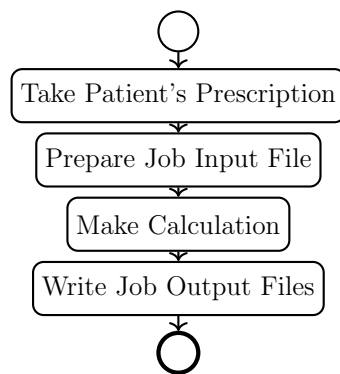 Take Patient's Prescription
Prepare Job Input File
Make Calculation
Write Job Output Files